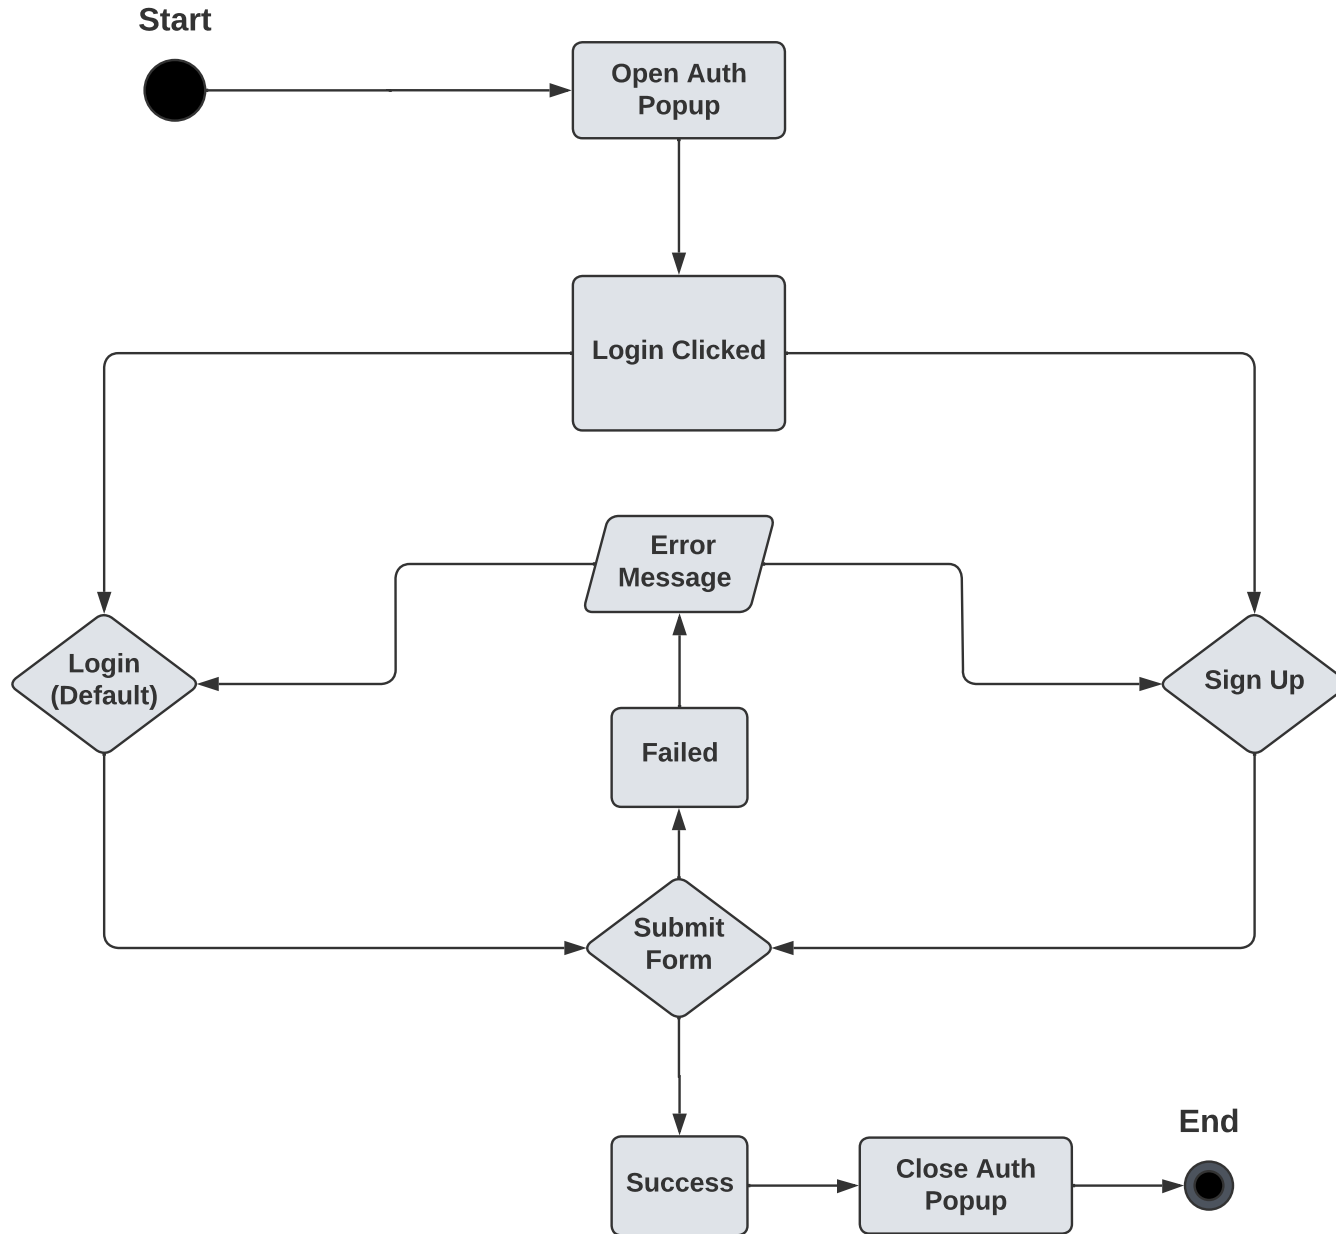 Start
Open Auth
Popup
Login Clicked
Error
Message
Login
(Default)
Sign Up
Failed
Submit
Form
Success
Close Auth
Popup
End